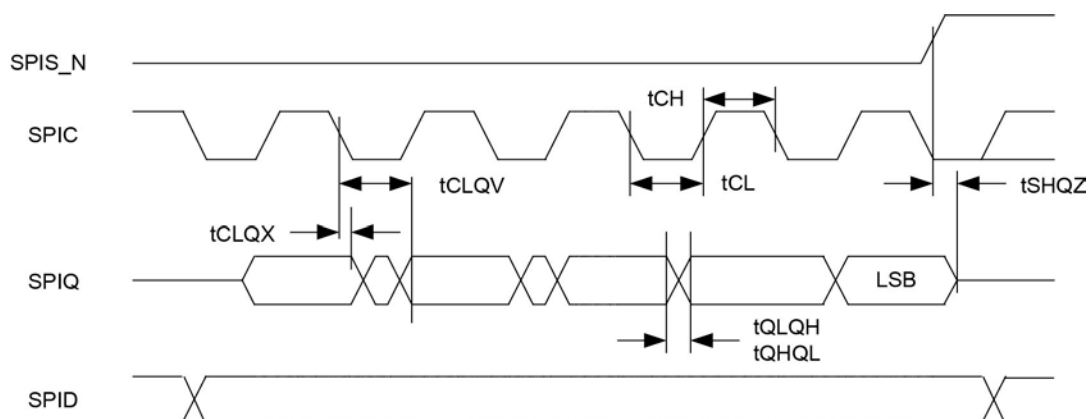 SPIS_N
tCH
SPIC
tCLQV
tCL
tSHQZ
tCLQX
SPIQ
LSB
tQLQH
tQHQL
SPID